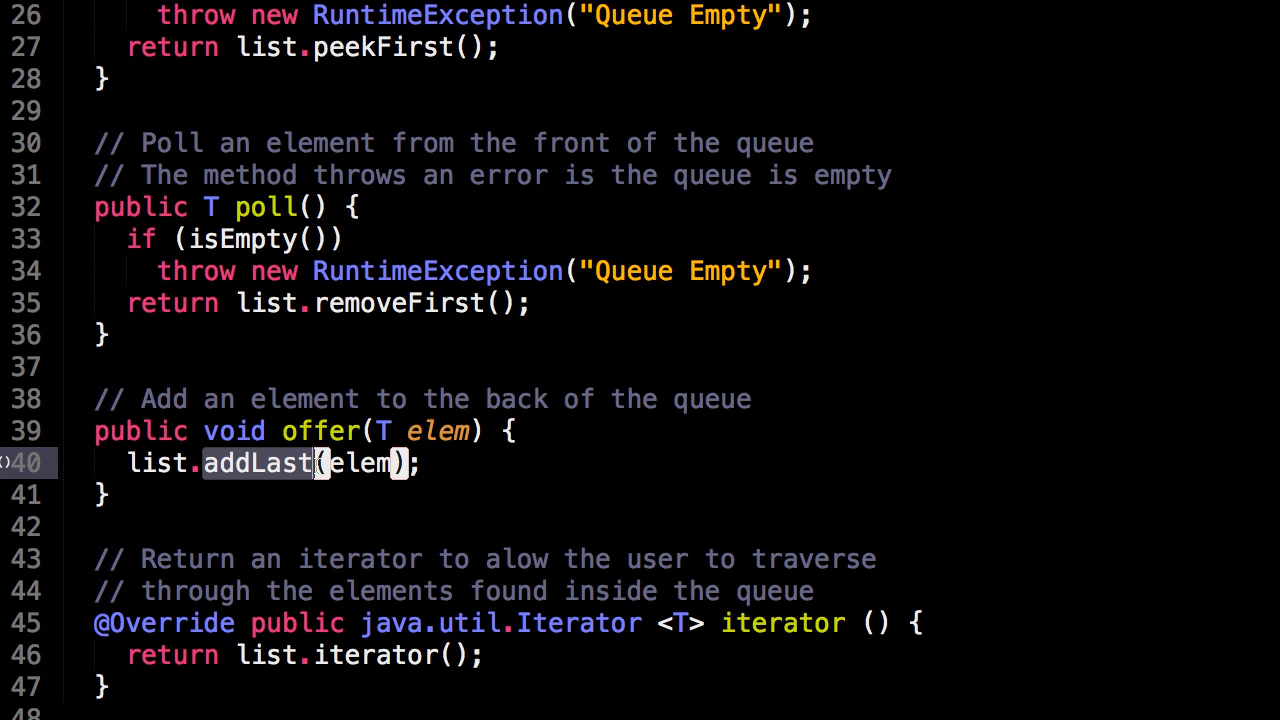 26 throw new RuntimeException("Queue Empty");
27 return list.peekFirst();
28 }
29
30 // Poll an element from the front of the queue
31 // The method throws an error is the queue is empty
32 public T poll() {
33 if (isEmpty())
34 throw new RuntimeException("Queue Empty");
35 return list.removeFirst();
36 }
37
38 // Add an element to the back of the queue
39 public void offer(T elem) {
()40 list.addLast(elem);
41 }
42
43 // Return an iterator to alow the user to traverse
44 // through the elements found inside the queue
45 @Override public java.util.Iterator <T> iterator () {
46 return list.iterator();
47 }
48